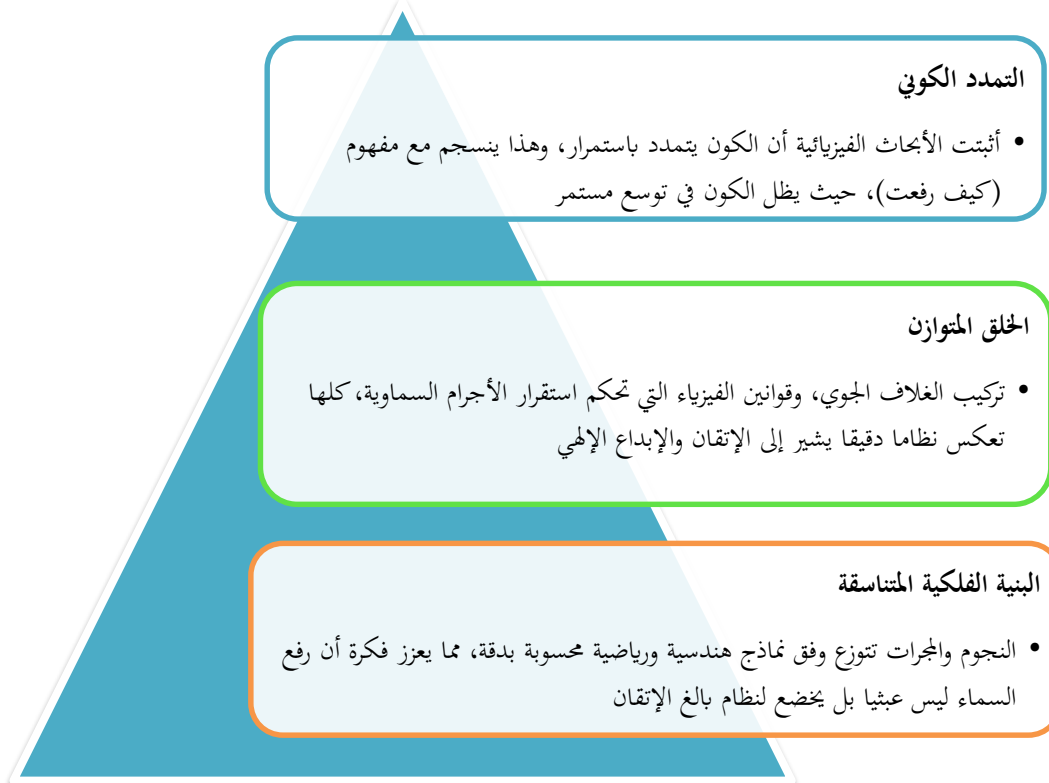 التمدد الكوني
• أثبتت الأبحاث الفيزيائية أن الكون يتمدد باستمرار، وهذا ينسجم مع مفهوم
(كيف رفعت)، حيث يظل الكون في توسع مستمر
الخلق المتوازن
• تركيب الغلاف الجوي، وقوانين الفيزياء التي تحكم استقرار الأجرام السماوية، كلها
تعكس نظاما دقيقا يشير إلى الإتقان والإبداع الإلهي
البنية الفلكية المتناسقة
• النجوم والمجرات تتوزع وفق نماذج هندسية ورياضية محسوبة بدقة، مما يعزز فكرة أن رفع
السماء ليس عبثيا بل يخضع لنظام بالغ الإتقان